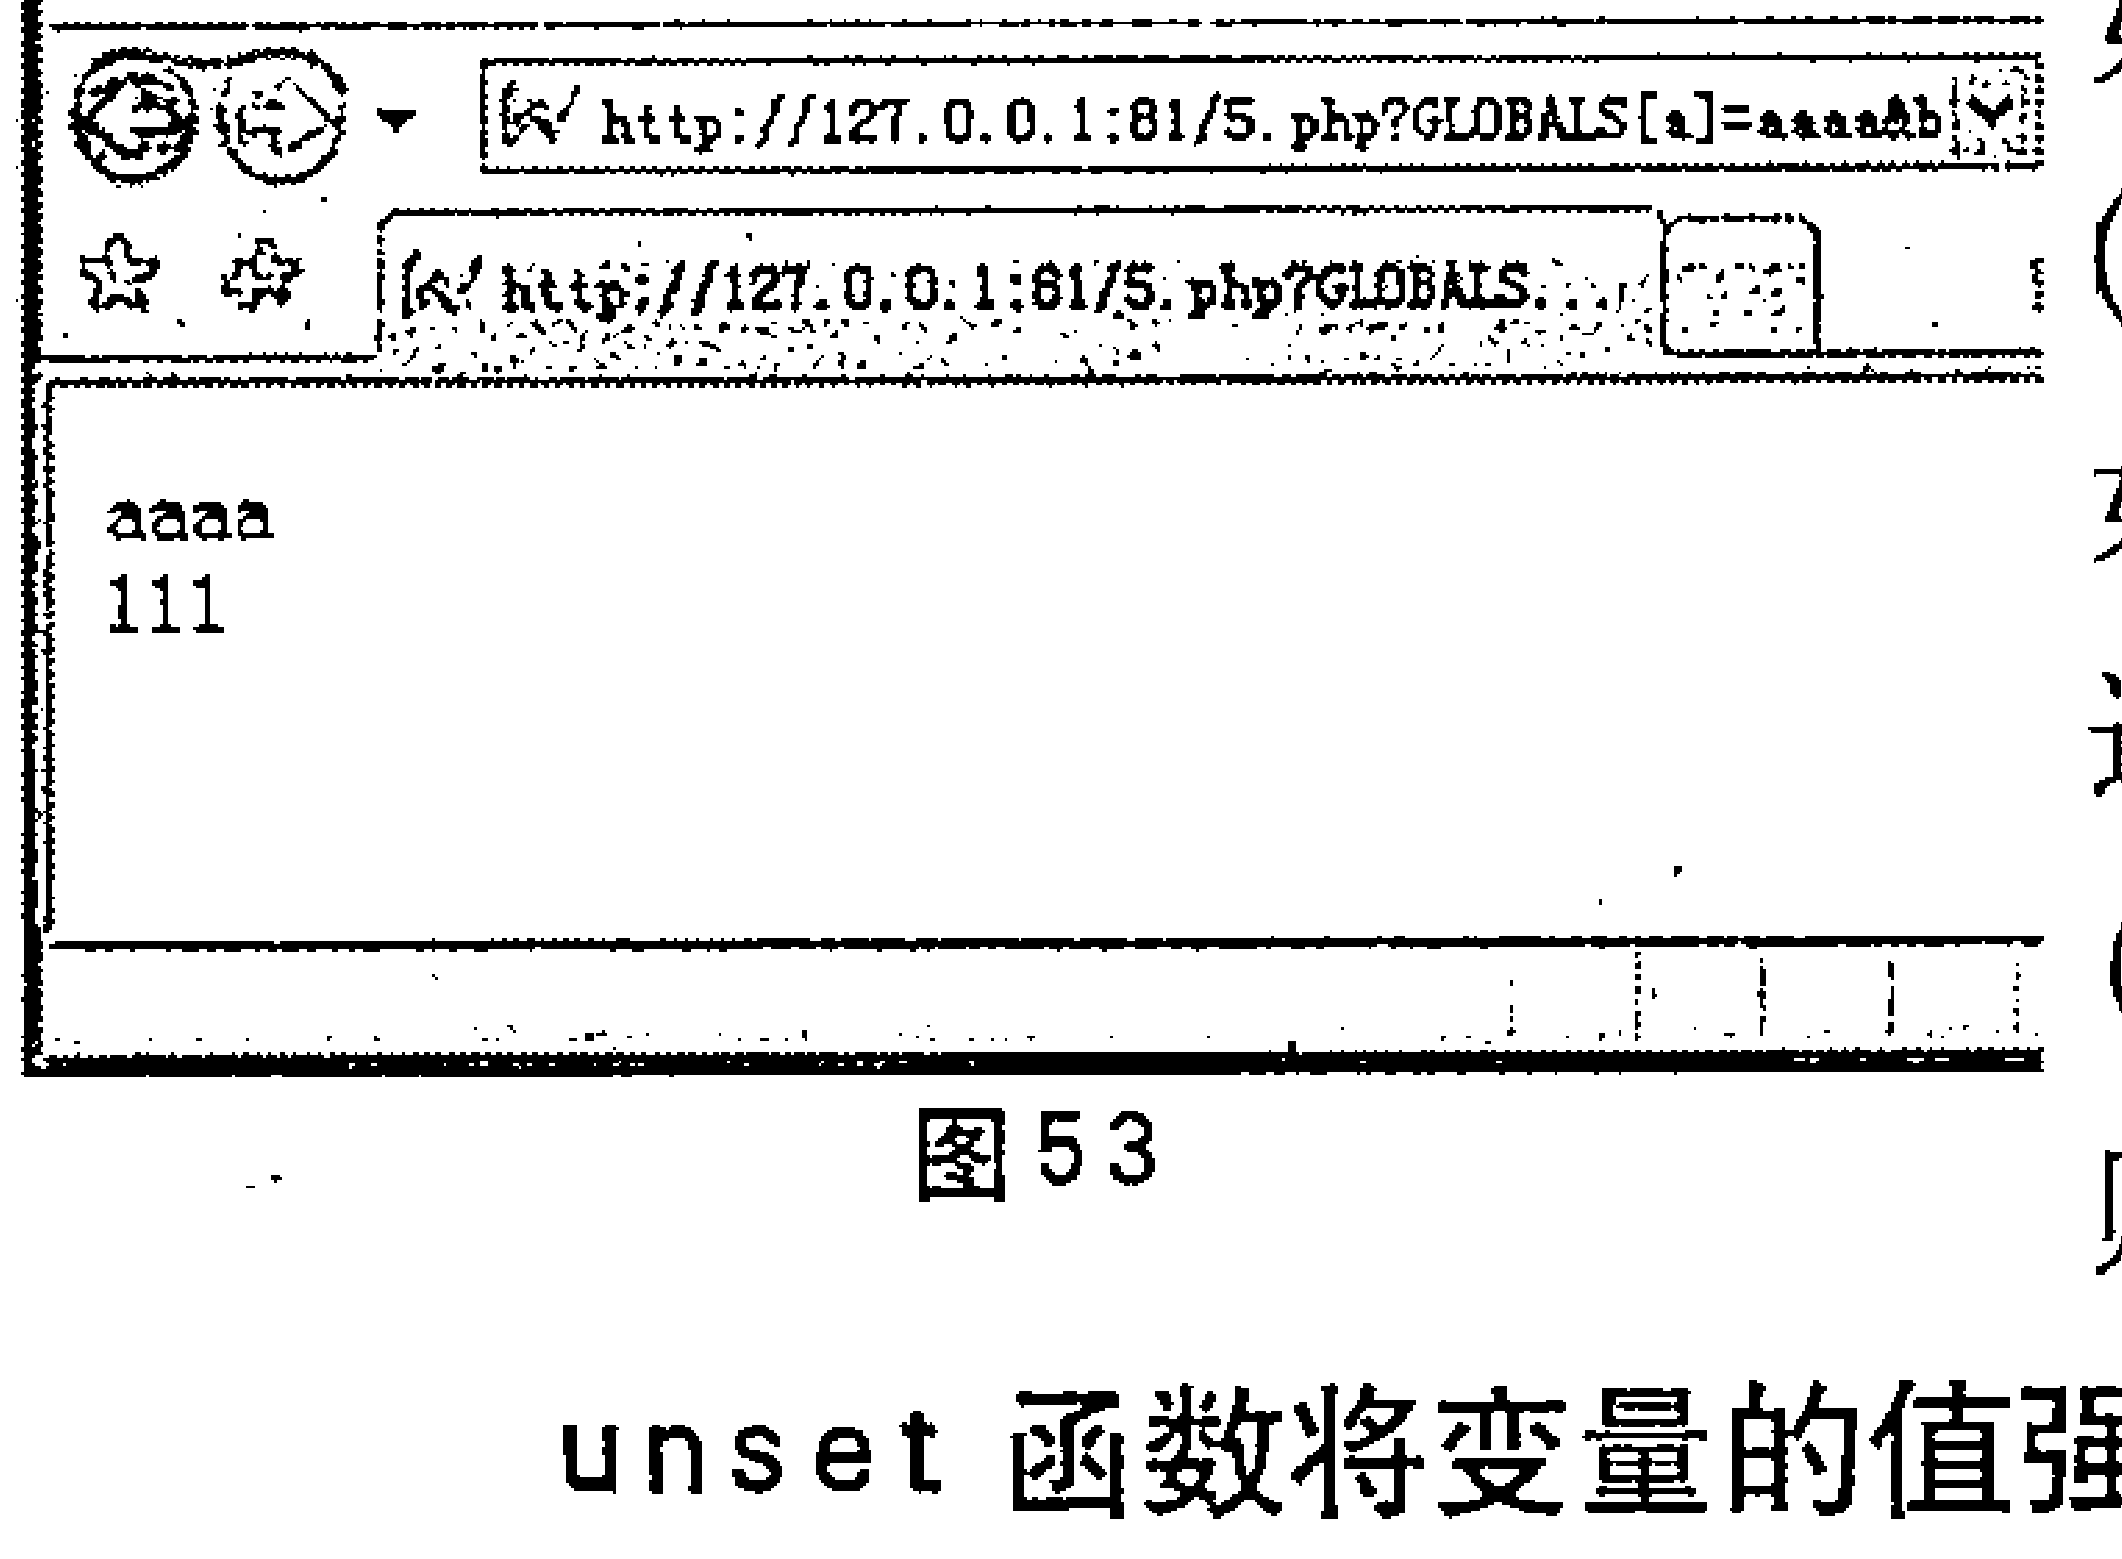 http://127.0.0.1:81/5.php?GLOBALS[a]=aaaa&b
http://127.0.0.1:81/5.php?GLOBALS...
aaaa
111
图53
unset 函数将变量的值强